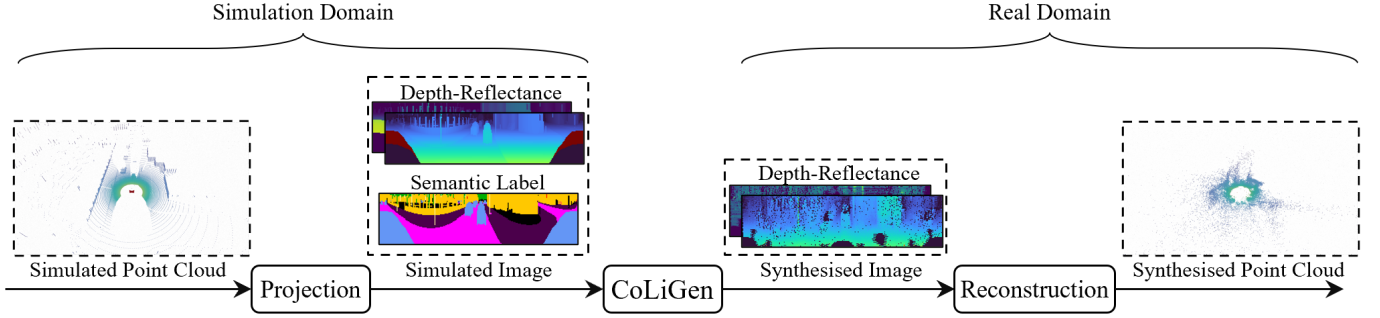 Simulation Domain
Real Domain
Depth-Reflectance
Semantic Label
Depth-Reflectance
Simulated Point Cloud
Simulated Image
Synthesised Image
Synthesised Point Cloud
Projection
CoLiGen
Reconstruction